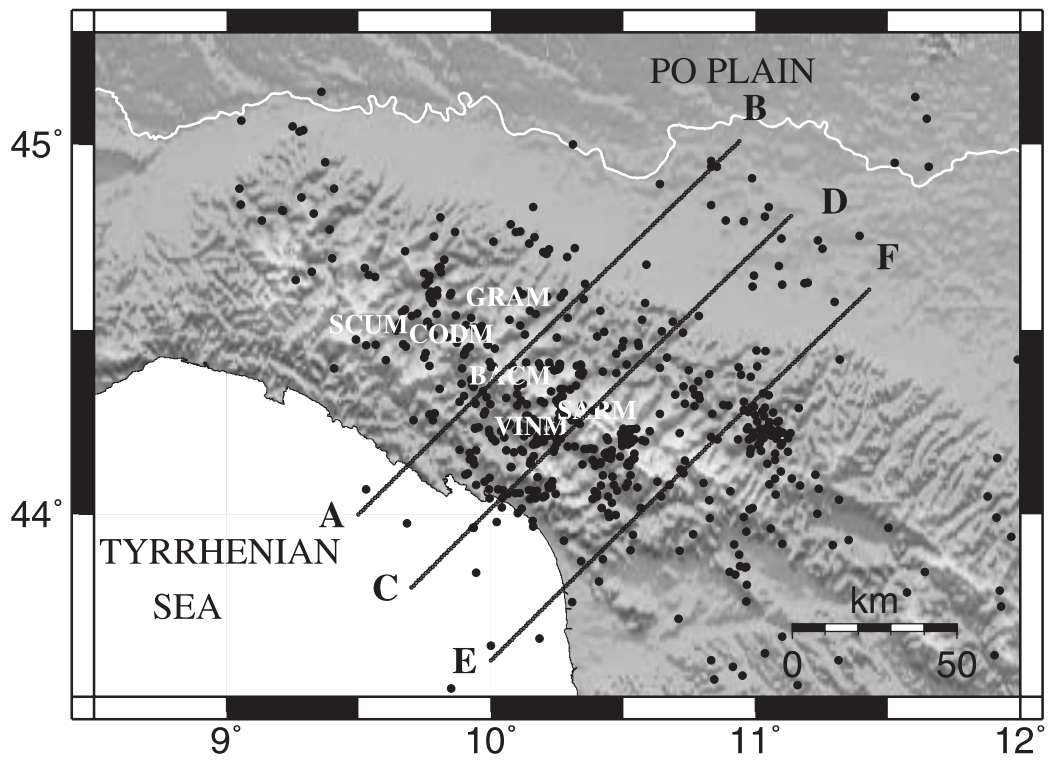 PO PLAIN
B
45°
D
F
GRAM
SCUM
CODM
BACM
SARM
VINM
44°
A
TYRRHENIAN
C
SEA
km
0
50
E
9°
10°
11°
12°